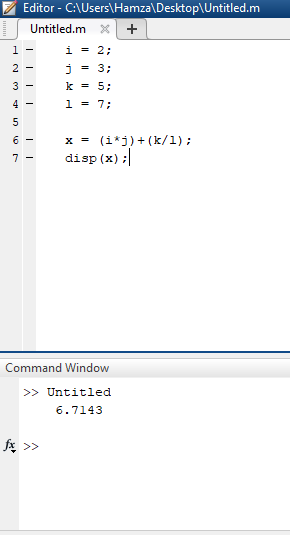 Editor - C:\Users\Hamza\Desktop\Untitled.m
Untitled.m × +
1 – i = 2;
2 – j = 3;
3 – k = 5;
4 – l = 7;
5
6 – x = (i*j)+(k/l);
7 – disp(x);
Command Window
>> Untitled
6.7143
fx >>